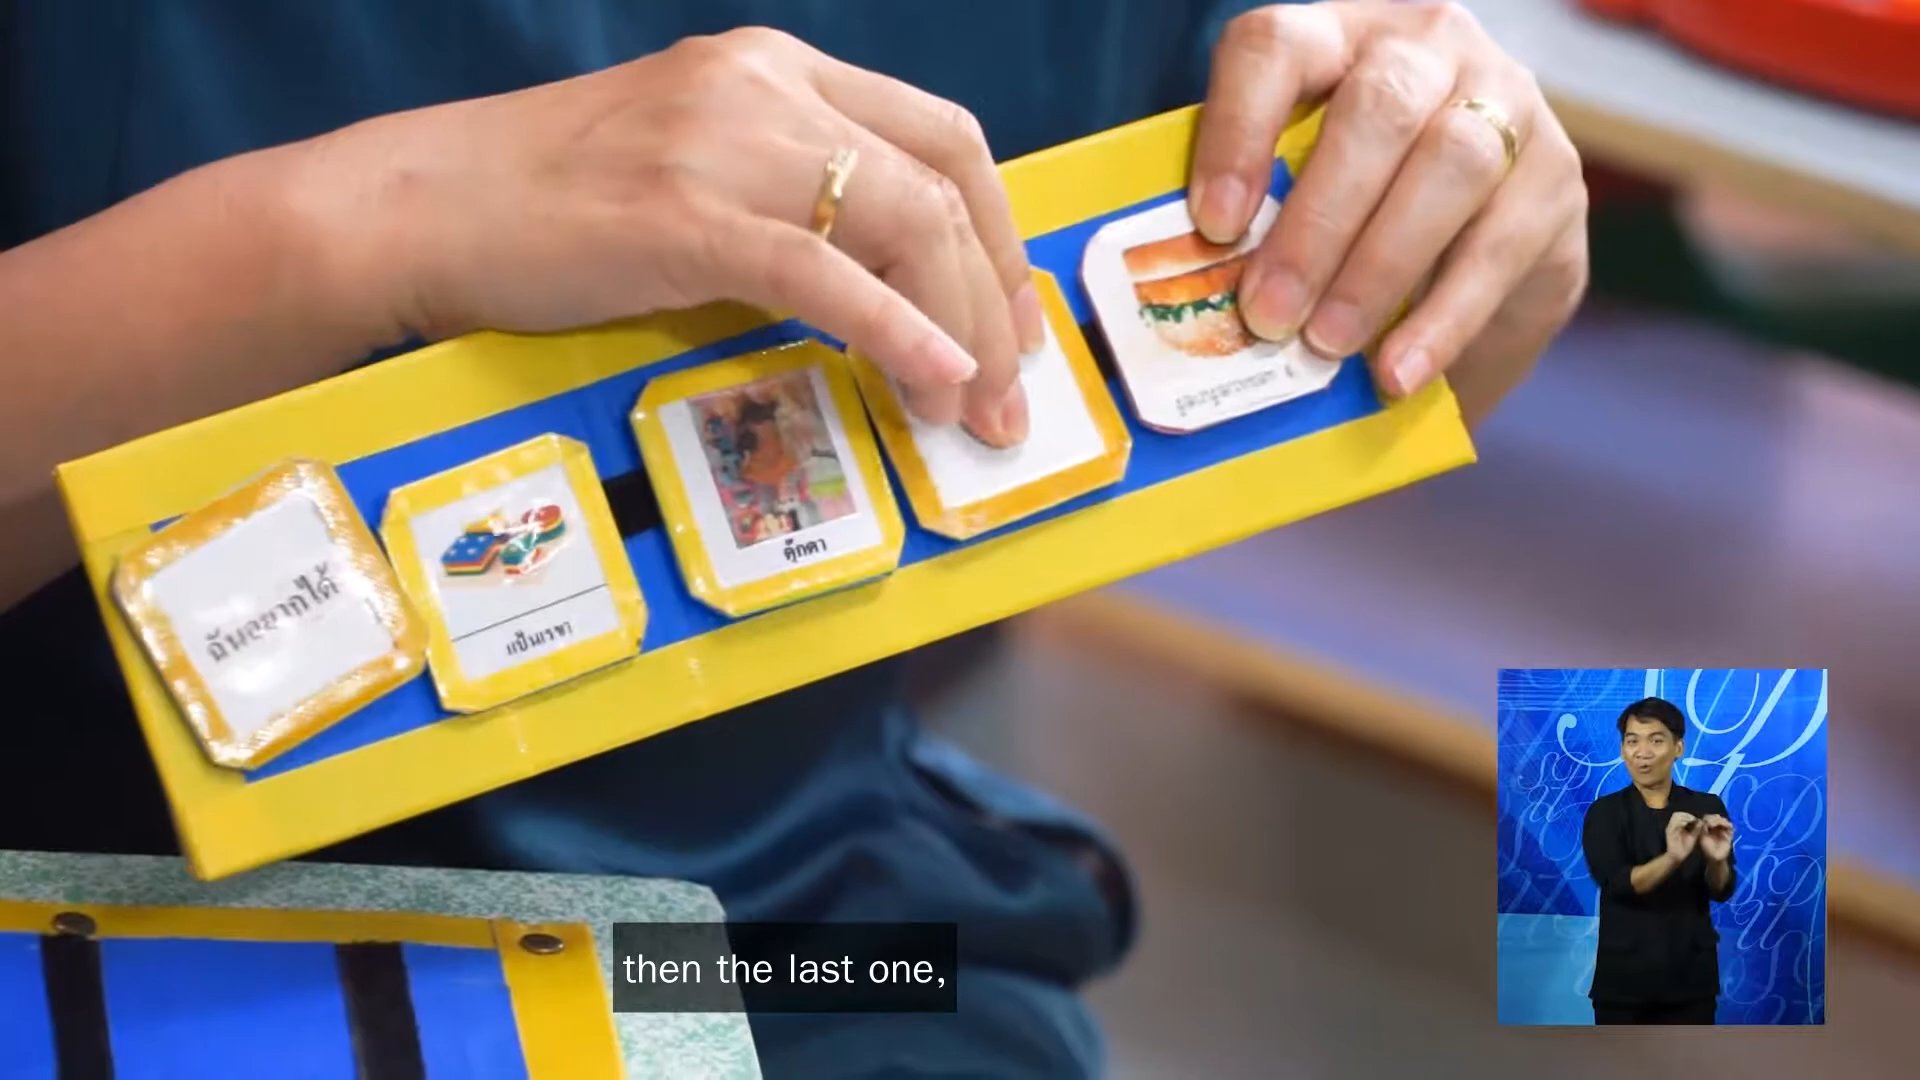 ฉันอยากได้
แป้นเรขา
ตุ๊กตา
then the last one,